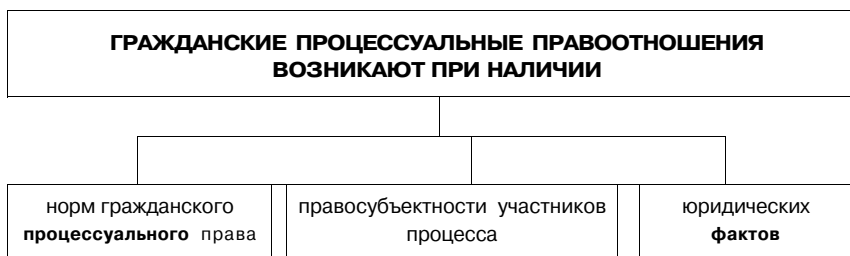 ГРАЖДАНСКИЕ ПРОЦЕССУАЛЬНЫЕ ПРАВООТНОШЕНИЯ
ВОЗНИКАЮТ ПРИ НАЛИЧИИ
норм гражданского
процессуального права
правосубъектности участников
процесса
юридических
фактов